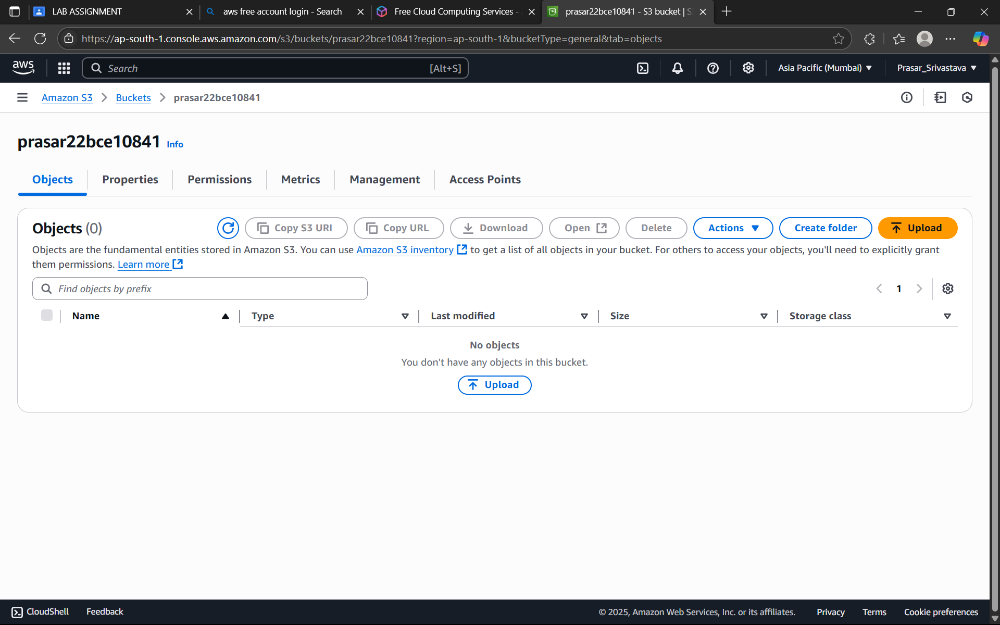 LAB ASSIGNMENT
aws free account login - Search
Free Cloud Computing Services -
prasar22bce10841 - S3 bucket | S
https://ap-south-1.console.aws.amazon.com/s3/buckets/prasar22bce10841?region=ap-south-1&bucketType=general&tab=objects
aws
Search
[Alt+S]
Asia Pacific (Mumbai)
Prasar_Srivastava
Amazon S3
Buckets
prasar22bce10841
prasar22bce10841 Info
Objects
Properties
Permissions
Metrics
Management
Access Points
Objects (0)
Copy S3 URI
Copy URL
Download
Open
Delete
Actions
Create folder
Upload
Objects are the fundamental entities stored in Amazon S3. You can use Amazon S3 inventory to get a list of all objects in your bucket. For others to access your objects, you'll need to explicitly grant
them permissions. Learn more
Find objects by prefix
1
Name
Type
Last modified
Size
Storage class
No objects
You don't have any objects in this bucket.
Upload
CloudShell
Feedback
© 2025, Amazon Web Services, Inc. or its affiliates.
Privacy
Terms
Cookie preferences